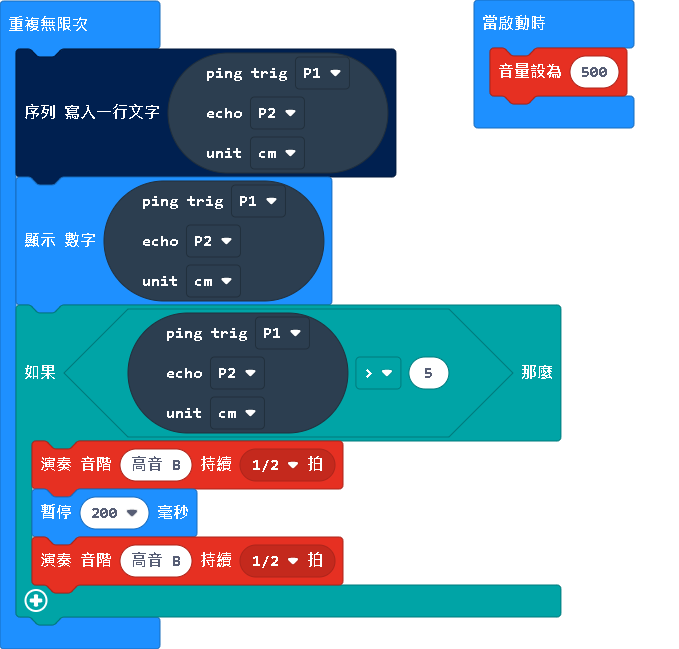 重複無限次
當啟動時
音量設為 500
ping trig P1
序列 寫入一行文字 echo P2
unit cm
ping trig P1
顯示 數字 echo P2
unit cm
ping trig P1
如果 echo P2 > 5 那麼
unit cm
演奏 音階 高音 B 持續 1/2 拍
暫停 200 毫秒
演奏 音階 高音 B 持續 1/2 拍